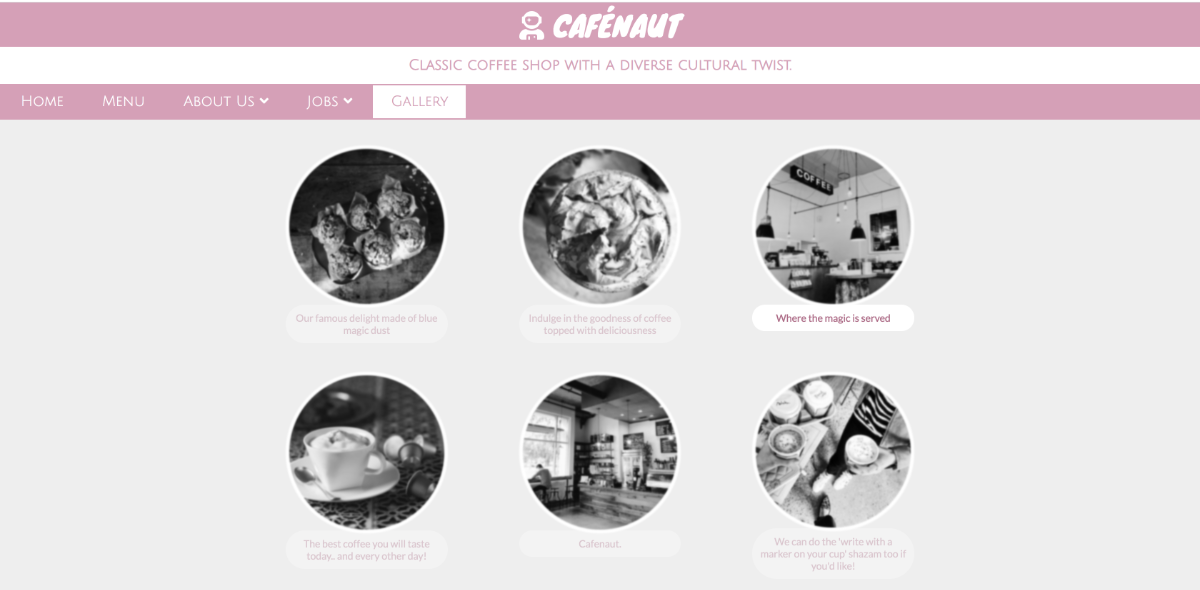 CAFÉNAUT
Classic coffee shop with a diverse cultural twist.
Home Menu About Us Jobs Gallery
COFFEE
Our famous delight made of blue
magic dust
Indulge in the goodness of coffee
topped with deliciousness
Where the magic is served
The best coffee you will taste
today.. and every other day!
Cafenaut.
We can do the 'write with a
marker on your cup' shazam too if
you'd like!